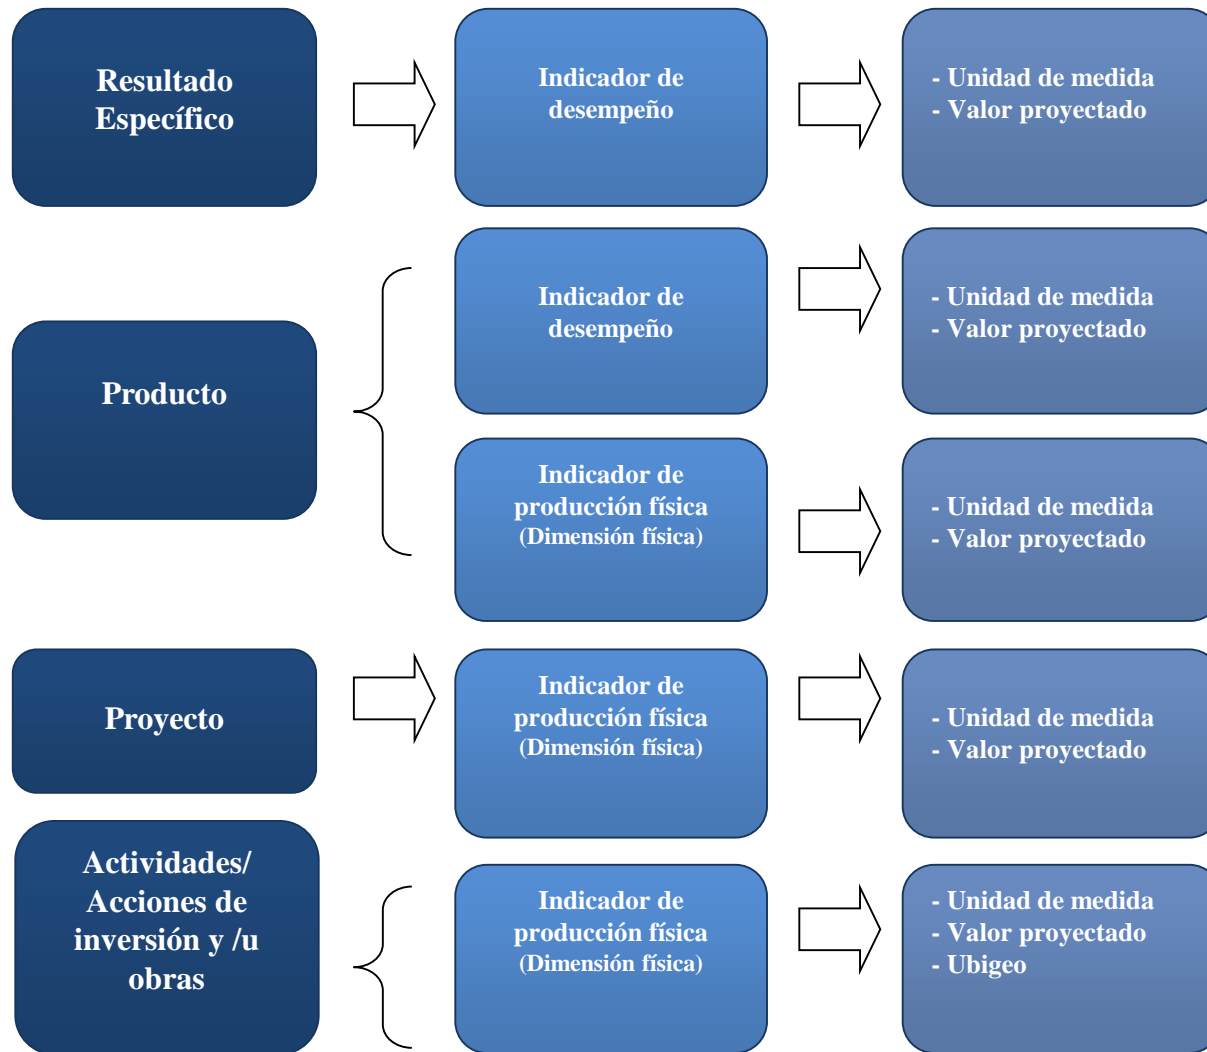 Resultado
Específico
Indicador de
desempeño
- Unidad de medida
- Valor proyectado
Producto
Indicador de
desempeño
- Unidad de medida
- Valor proyectado
Indicador de
producción física
(Dimensión física)
- Unidad de medida
- Valor proyectado
Proyecto
Indicador de
producción física
(Dimensión física)
- Unidad de medida
- Valor proyectado
Actividades/
Acciones de
inversión y /u
obras
Indicador de
producción física
(Dimensión física)
- Unidad de medida
- Valor proyectado
- Ubigeo